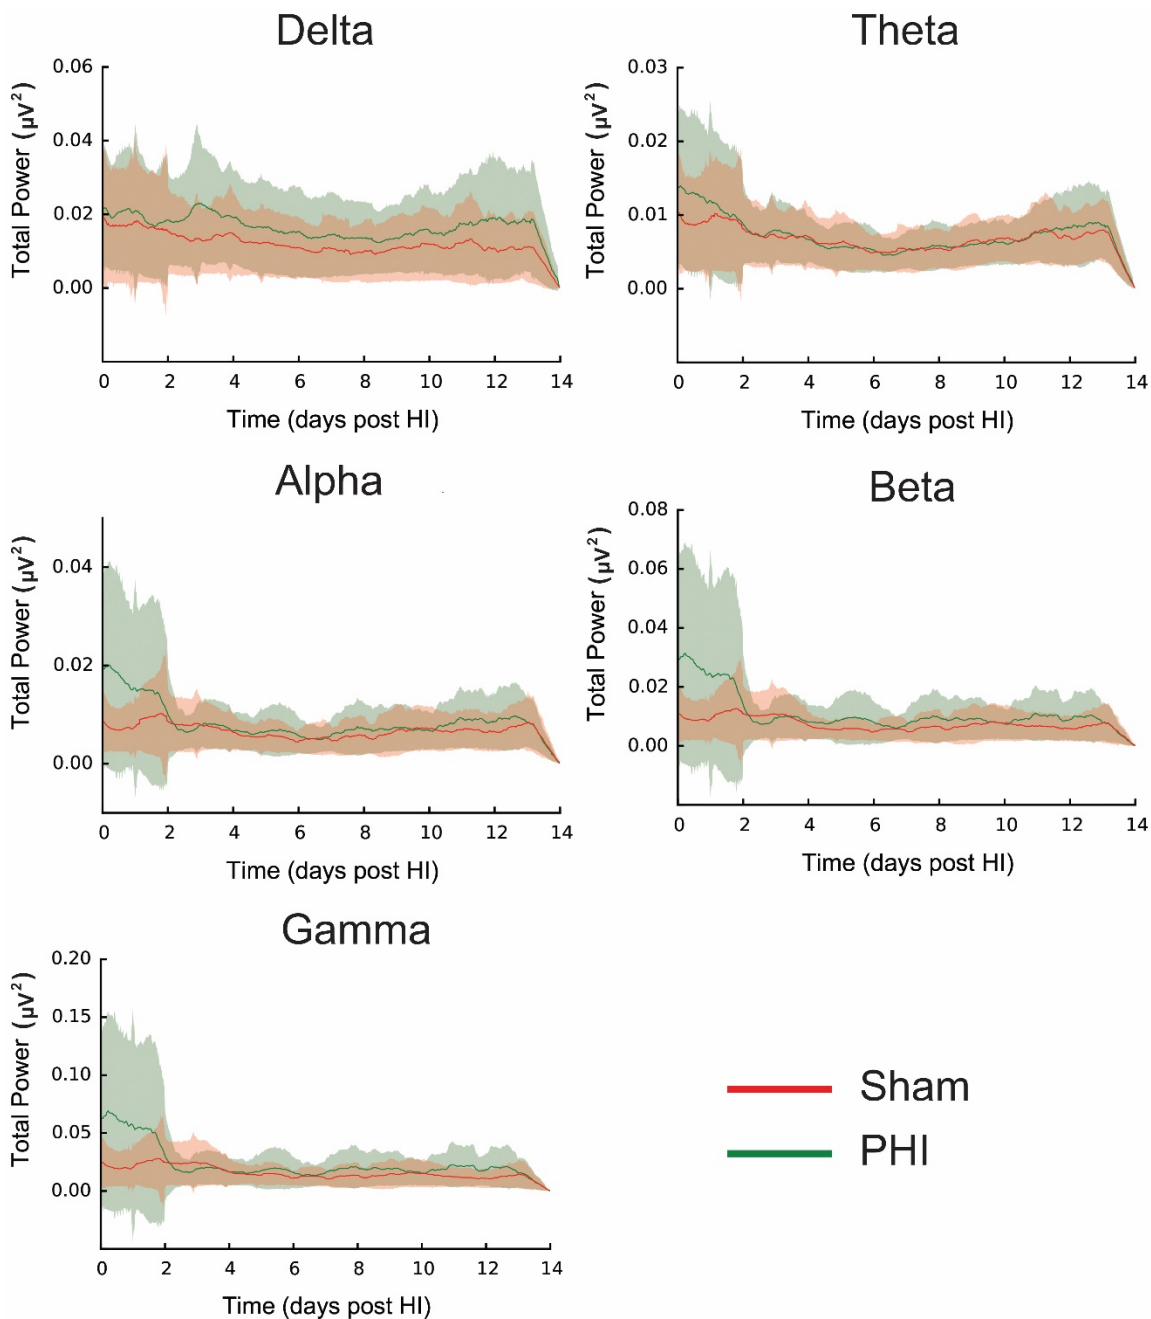 Delta
0.06
0.04
0.02
0.00
Total Power (μV²)
0 2 4 6 8 10 12 14
Time (days post HI)
Theta
0.03
0.02
0.01
0.00
Total Power (μV²)
0 2 4 6 8 10 12 14
Time (days post HI)
Alpha
0.04
0.02
0.00
Total Power (μV²)
0 2 4 6 8 10 12 14
Time (days post HI)
Beta
0.08
0.06
0.04
0.02
0.00
Total Power (μV²)
0 2 4 6 8 10 12 14
Time (days post HI)
Gamma
0.20
0.15
0.10
0.05
0.00
Total Power (μV²)
0 2 4 6 8 10 12 14
Time (days post HI)
Sham
PHI